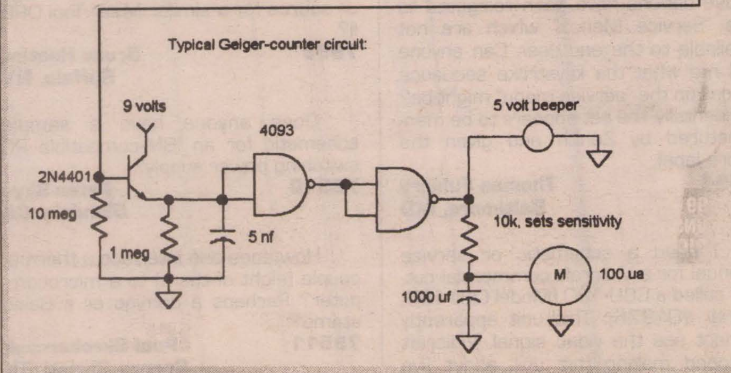 Typical Geiger-counter circuit:
9 volts
5 volt beeper
4093
2N4401
10 meg
1 meg
5 nf
10k, sets sensitivity
1000 uf
M
100 ua